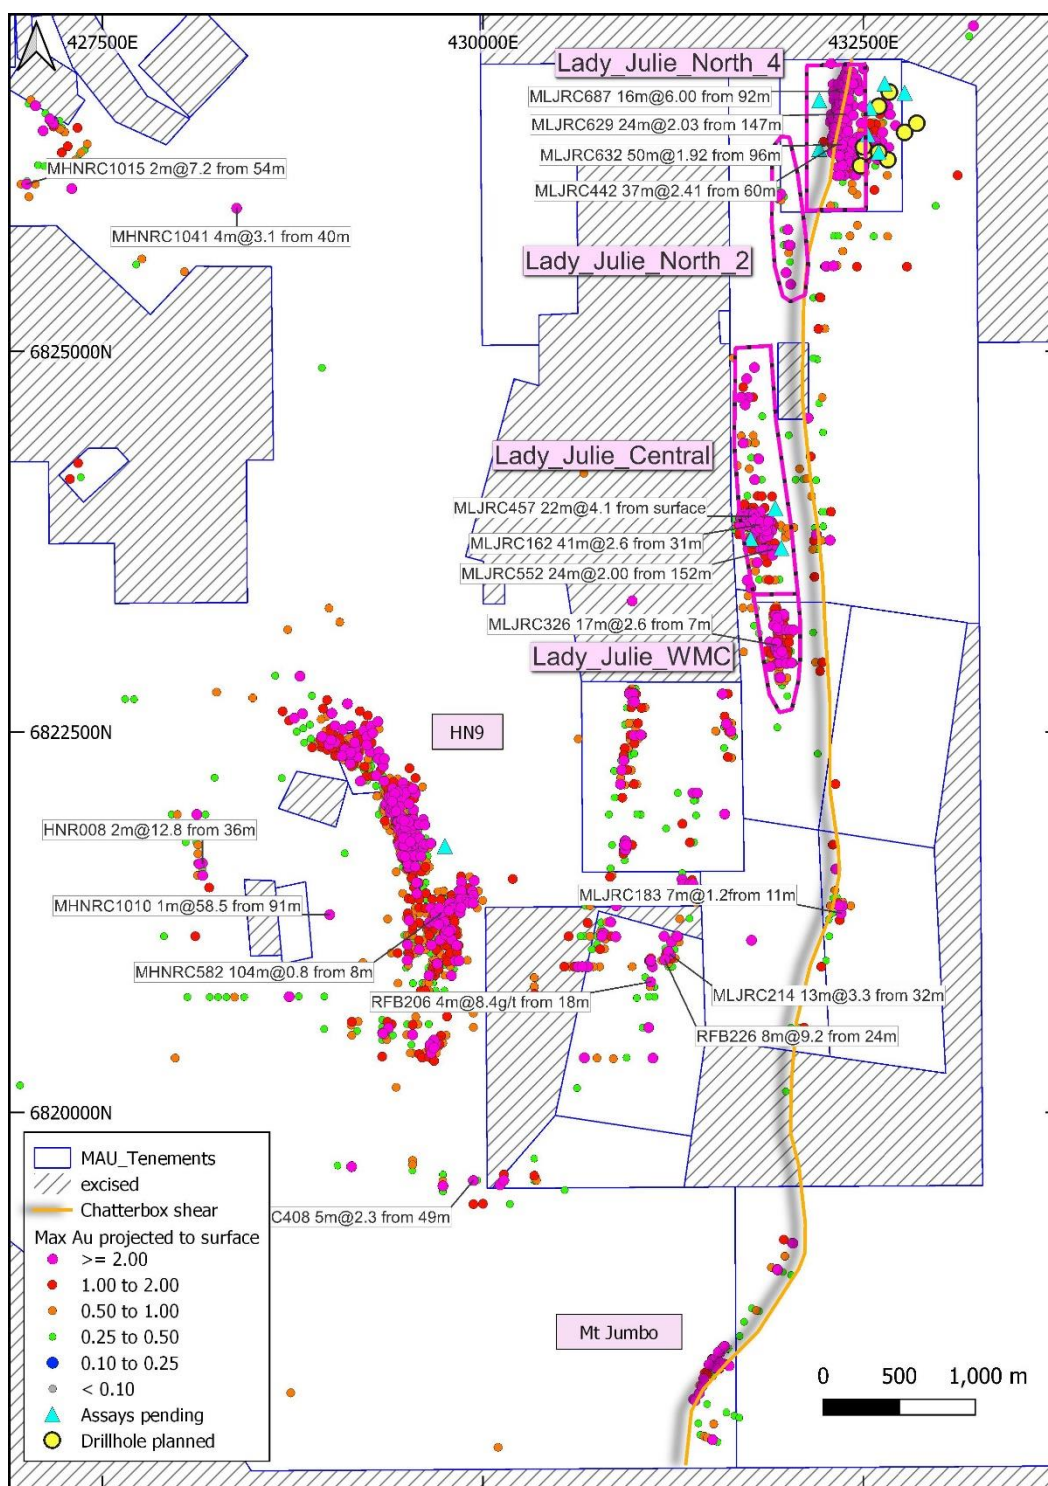 427500E
430000E
432500E
Lady_Julie_North_4
MLJRC687 16m@6.00 from 92m
MLJRC629 24m@2.03 from 147m
MLJRC632 50m@1.92 from 96m
MHNRC1015 2m@7.2 from 54m
MLJRC442 37m@2.41 from 60m
MHNRC1041 4m@3.1 from 40m
Lady_Julie_North_2
6825000N
Lady_Julie_Central
MLJRC457 22m@4.1 from surface
MLJRC162 41m@2.6 from 31m
MLJRC552 24m@2.00 from 152m
MLJRC326 17m@2.6 from 7m
Lady_Julie_WMC
6822500N
HN9
HNR008 2m@12.8 from 36m
MLJRC183 7m@1.2from 11m
MHNRC1010 1m@58.5 from 91m
MHNRC582 104m@0.8 from 8m
RFB206 4m@8.4g/t from 18m
MLJRC214 13m@3.3 from 32m
RFB226 8m@9.2 from 24m
6820000N
MAU_Tenements
excised
Chatterbox shear
C408 5m@2.3 from 49m
Max Au projected to surface
>= 2.00
1.00 to 2.00
0.50 to 1.00
0.25 to 0.50
0.10 to 0.25
< 0.10
Assays pending
Drillhole planned
Mt Jumbo
0 500 1,000 m